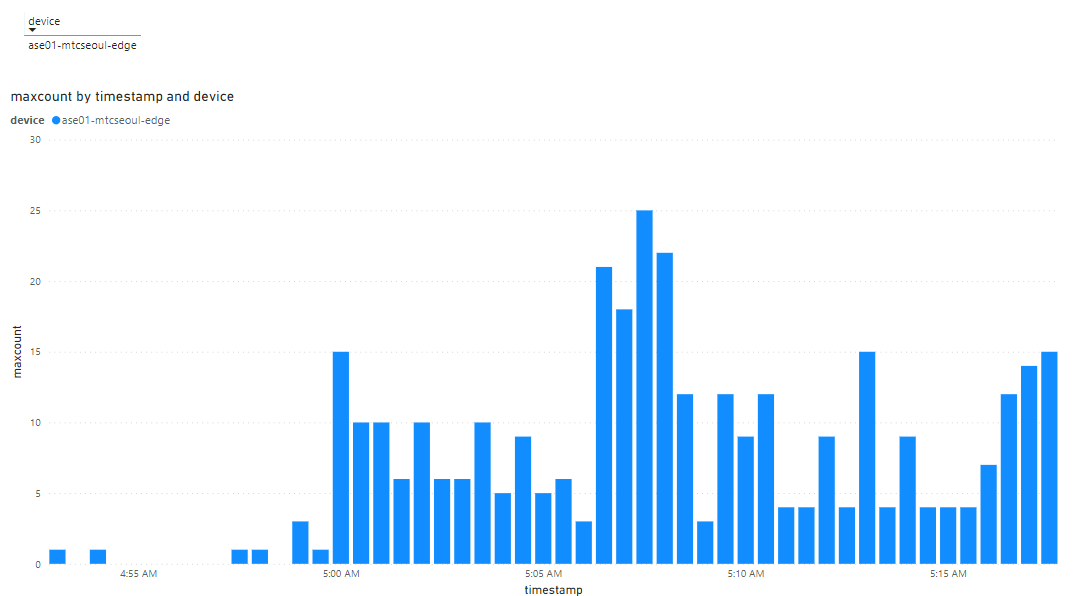 device
ase01-mtcseoul-edge
maxcount by timestamp and device
device ase01-mtcseoul-edge
30
25
20
15
10
5
0
maxcount
4:55 AM 5:00 AM 5:05 AM 5:10 AM 5:15 AM
timestamp